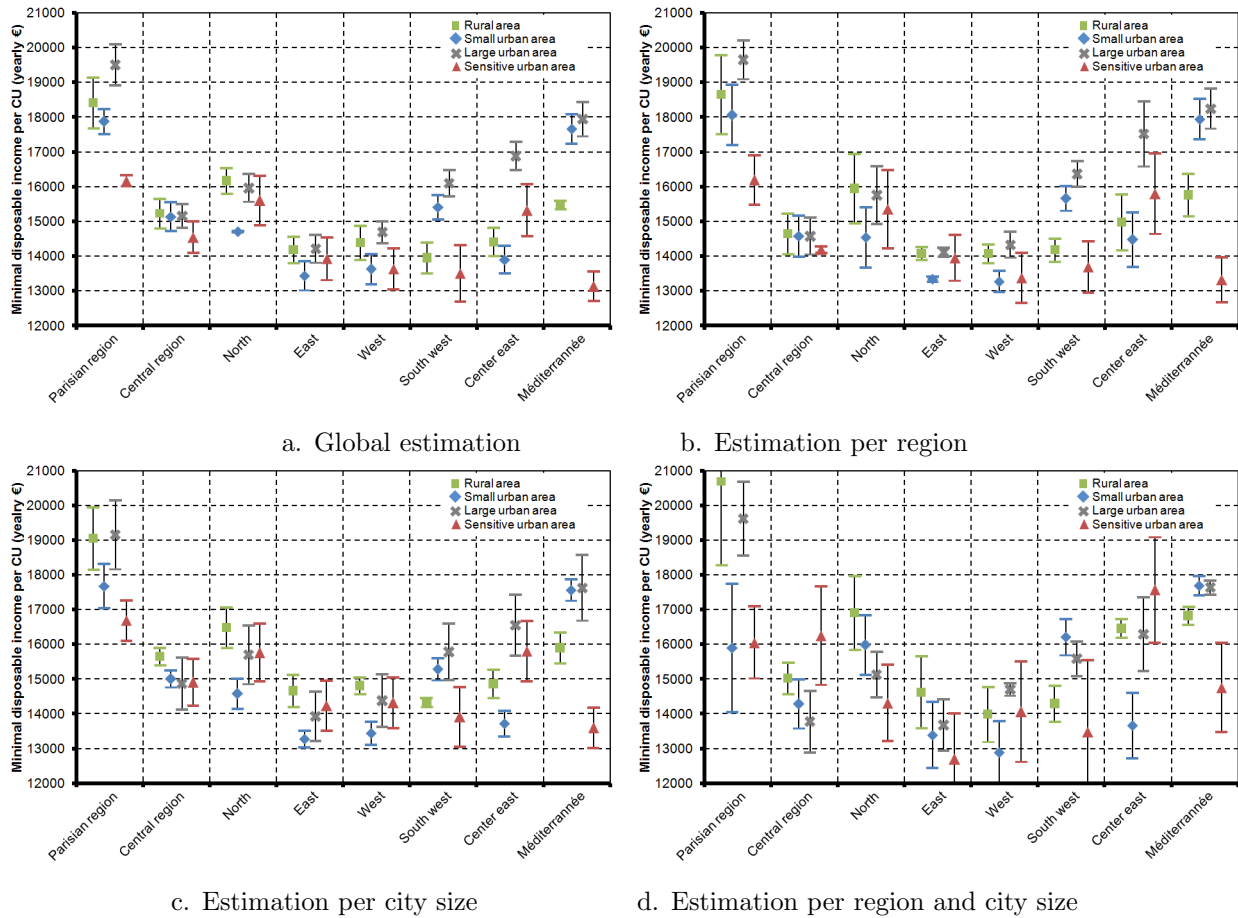 Minimal disposable income per CU (yearly €)
21000
20000
19000
18000
17000
16000
15000
14000
13000
12000
Rural area
Small urban area
Large urban area
Sensitive urban area
Parisian region
Central region
North
East
West
South west
Center east
Méditerrannée
a. Global estimation
Minimal disposable income per CU (yearly €)
21000
20000
19000
18000
17000
16000
15000
14000
13000
12000
Rural area
Small urban area
Large urban area
Sensitive urban area
Parisian region
Central region
North
East
West
South west
Center east
Méditerrannée
b. Estimation per region
Minimal disposable income per CU (yearly €)
21000
20000
19000
18000
17000
16000
15000
14000
13000
12000
Rural area
Small urban area
Large urban area
Sensitive urban area
Parisian region
Central region
North
East
West
South west
Center east
Méditerrannée
c. Estimation per city size
Minimal disposable income per CU (yearly €)
21000
20000
19000
18000
17000
16000
15000
14000
13000
12000
Rural area
Small urban area
Large urban area
Sensitive urban area
Parisian region
Central region
North
East
West
South west
Center east
Méditerrannée
d. Estimation per region and city size